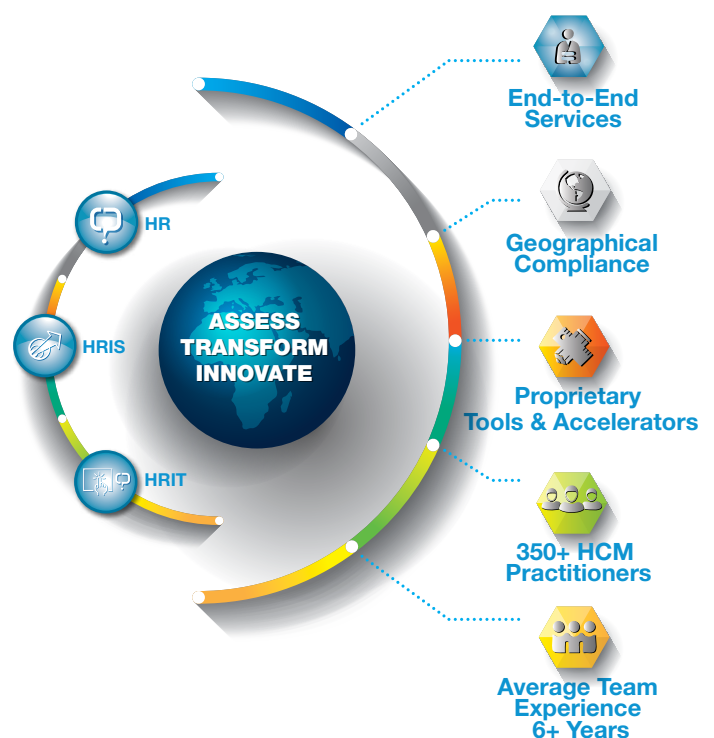 End-to-End
Services
HR
Geographical
Compliance
ASSESS
TRANSFORM
INNOVATE
HRIS
Proprietary
Tools & Accelerators
HRIT
350+ HCM
Practitioners
Average Team
Experience
6+ Years